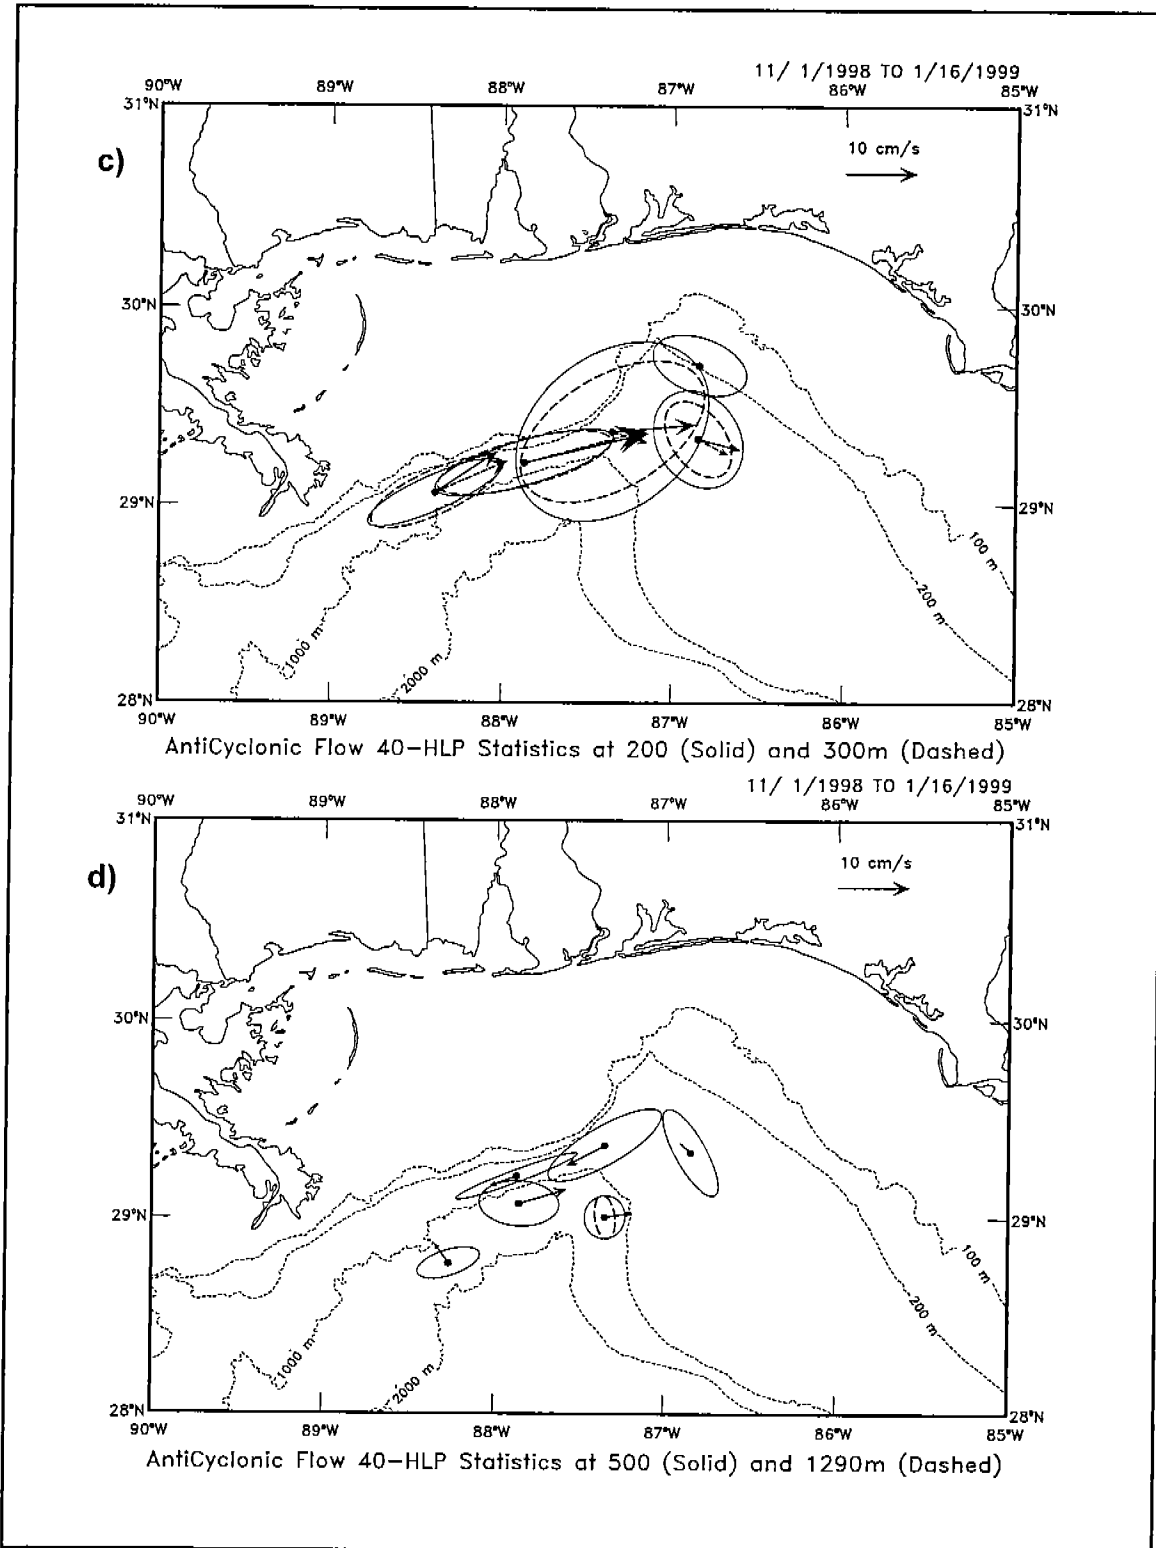 11/ 1/1998 TO 1/16/1999
90°W 89°W 88°W 87°W 86°W 85°W
31°N 31°N
c)
10 cm/s
30°N 30°N
29°N 29°N
100 m
200 m
1000 m
2000 m
28°N 28°N
90°W 89°W 88°W 87°W 86°W 85°W
AntiCyclonic Flow 40-HLP Statistics at 200 (Solid) and 300m (Dashed)
11/ 1/1998 TO 1/16/1999
90°W 89°W 88°W 87°W 86°W 85°W
31°N 31°N
d)
10 cm/s
30°N 30°N
29°N 29°N
100 m
200 m
1000 m
2000 m
28°N 28°N
90°W 89°W 88°W 87°W 86°W 85°W
AntiCyclonic Flow 40-HLP Statistics at 500 (Solid) and 1290m (Dashed)